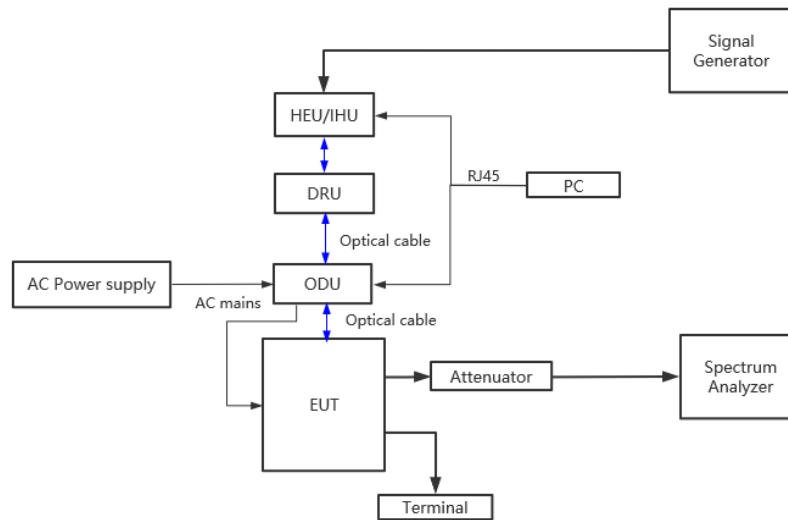 Signal
Generator
HEU/IHU
RJ45
PC
DRU
Optical cable
AC Power supply
ODU
AC mains
Optical cable
EUT
Attenuator
Spectrum
Analyzer
Terminal